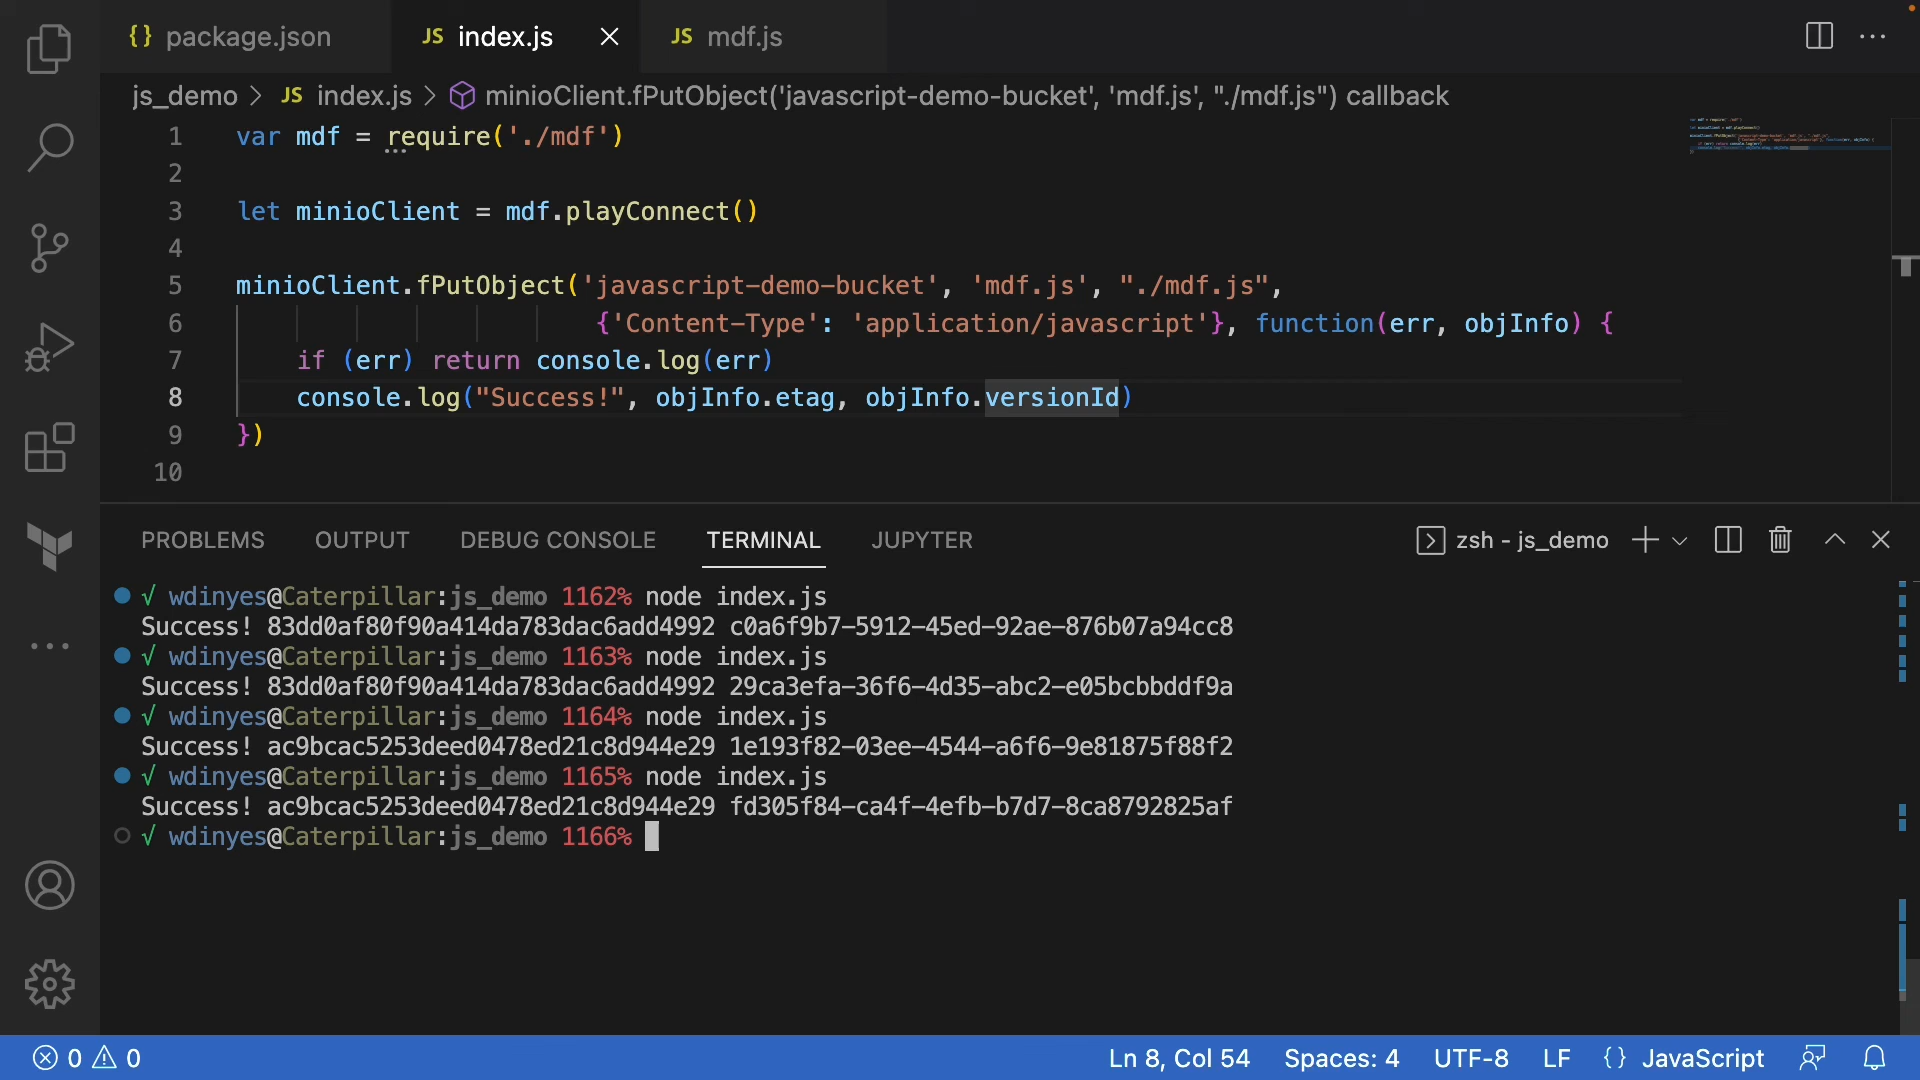 {} package.json
JS index.js
JS mdf.js
js_demo > JS index.js > minioClient.fPutObject('javascript-demo-bucket', 'mdf.js', "./mdf.js") callback
1 var mdf = require('./mdf')
2
3 let minioClient = mdf.playConnect()
4
5 minioClient.fPutObject('javascript-demo-bucket', 'mdf.js', "./mdf.js",
6 {'Content-Type': 'application/javascript'}, function(err, objInfo) {
7 if (err) return console.log(err)
8 console.log("Success!", objInfo.etag, objInfo.versionId)
9 })
10
PROBLEMS OUTPUT DEBUG CONSOLE TERMINAL JUPYTER zsh - js_demo
√ wdinyes@Caterpillar:js_demo 1162% node index.js
Success! 83dd0af80f90a414da783dac6add4992 c0a6f9b7-5912-45ed-92ae-876b07a94cc8
√ wdinyes@Caterpillar:js_demo 1163% node index.js
Success! 83dd0af80f90a414da783dac6add4992 29ca3efa-36f6-4d35-abc2-e05bcbbddf9a
√ wdinyes@Caterpillar:js_demo 1164% node index.js
Success! ac9bcac5253deed0478ed21c8d944e29 1e193f82-03ee-4544-a6f6-9e81875f88f2
√ wdinyes@Caterpillar:js_demo 1165% node index.js
Success! ac9bcac5253deed0478ed21c8d944e29 fd305f84-ca4f-4efb-b7d7-8ca8792825af
√ wdinyes@Caterpillar:js_demo 1166%
0 0 Ln 8, Col 54 Spaces: 4 UTF-8 LF {} JavaScript